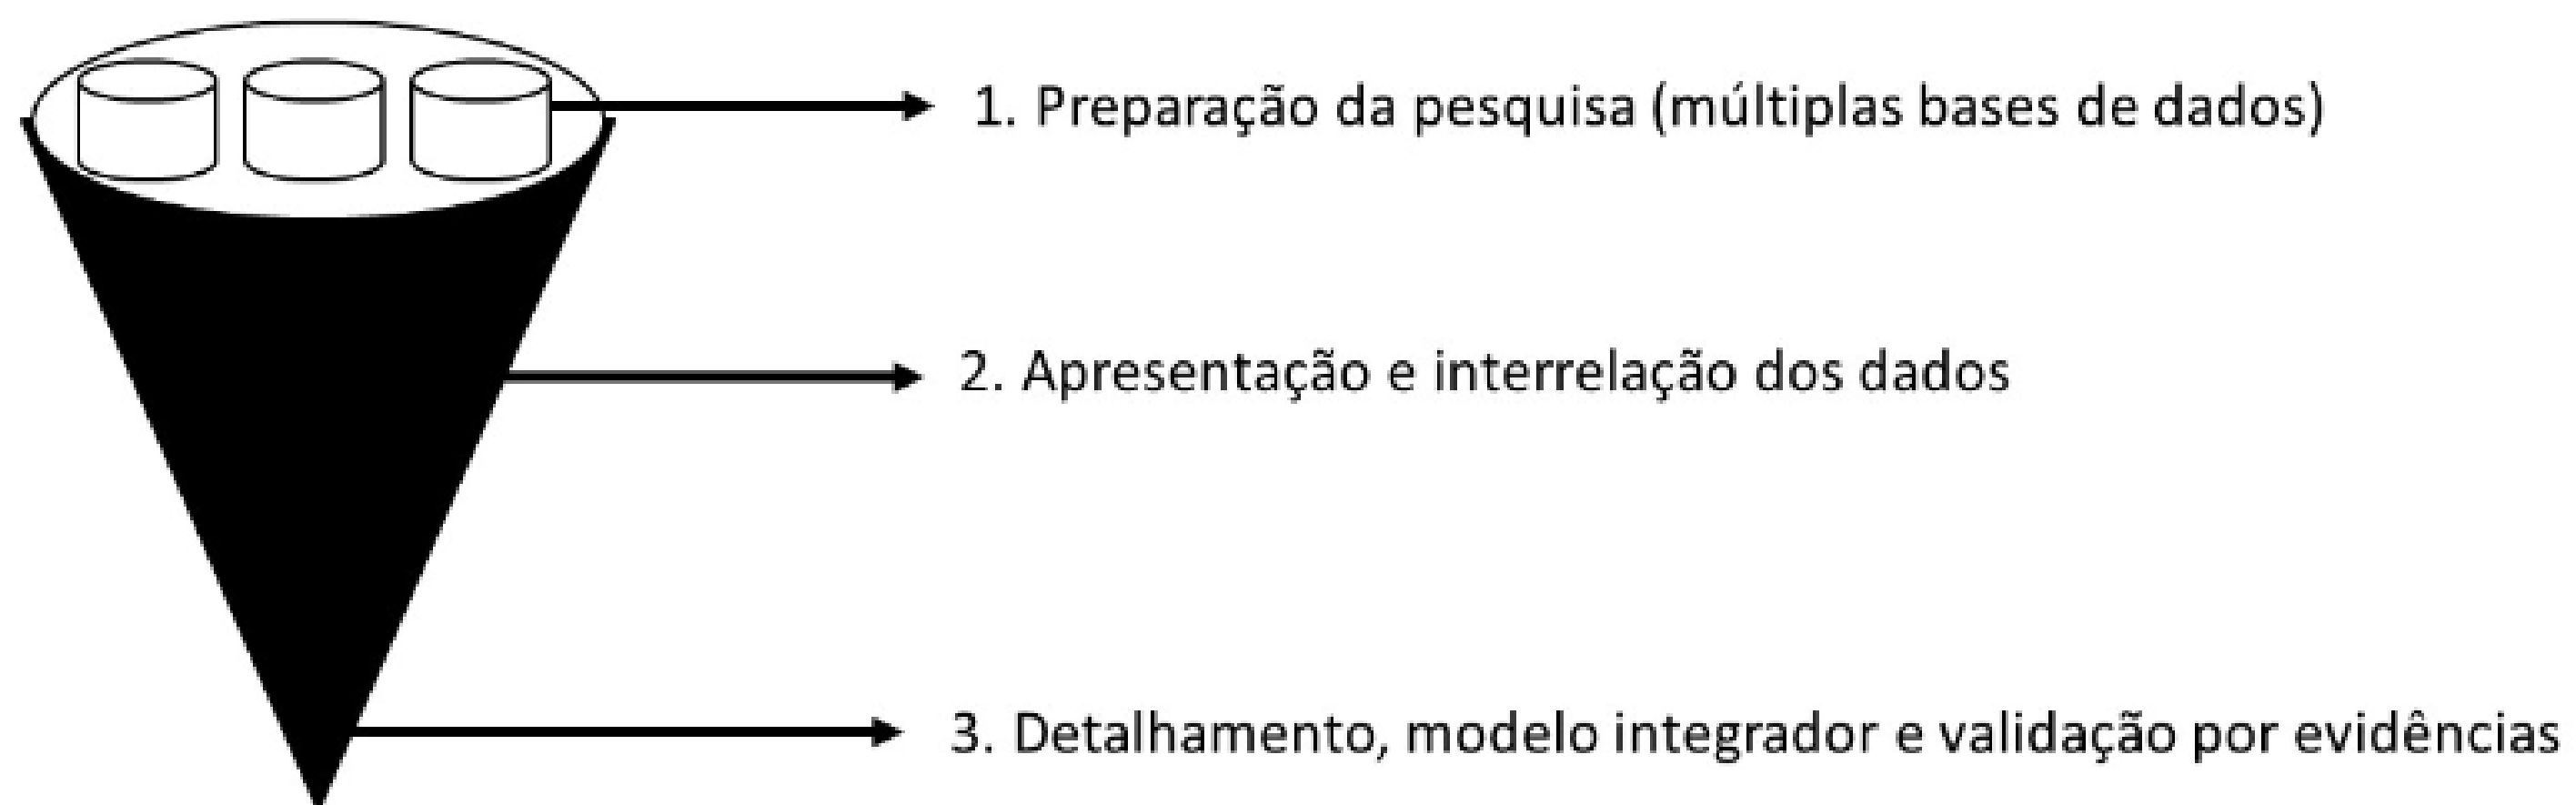 1. Preparação da pesquisa (múltiplas bases de dados)
2. Apresentação e interrelação dos dados
3. Detalhamento, modelo integrador e validação por evidências